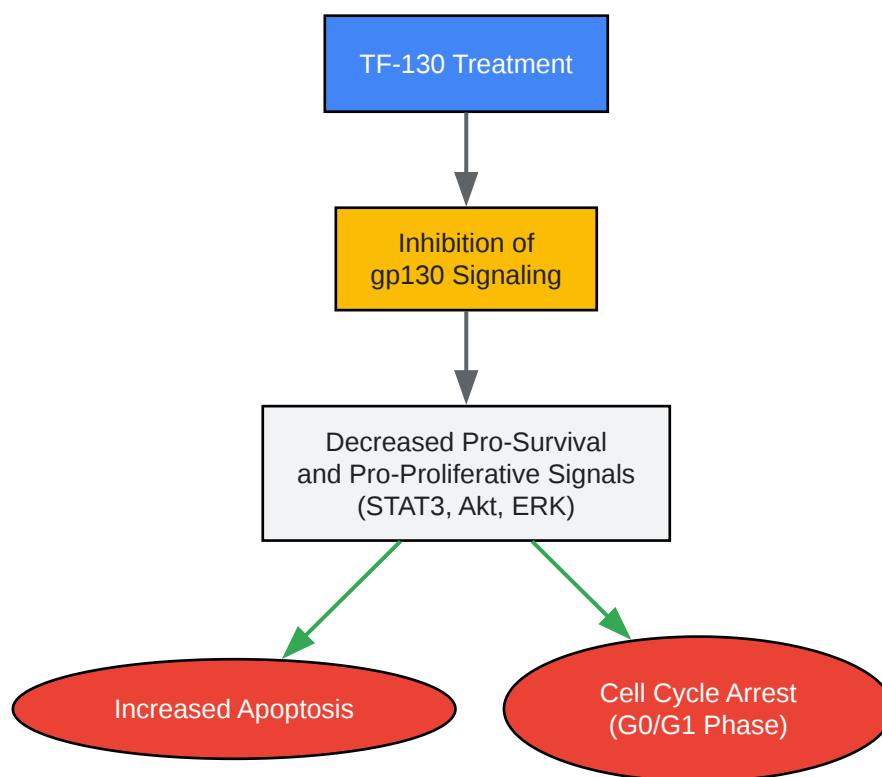 TF-130 Treatment
Inhibition of
gp130 Signaling
Decreased Pro-Survival
and Pro-Proliferative Signals
(STAT3, Akt, ERK)
Increased Apoptosis
Cell Cycle Arrest
(G0/G1 Phase)